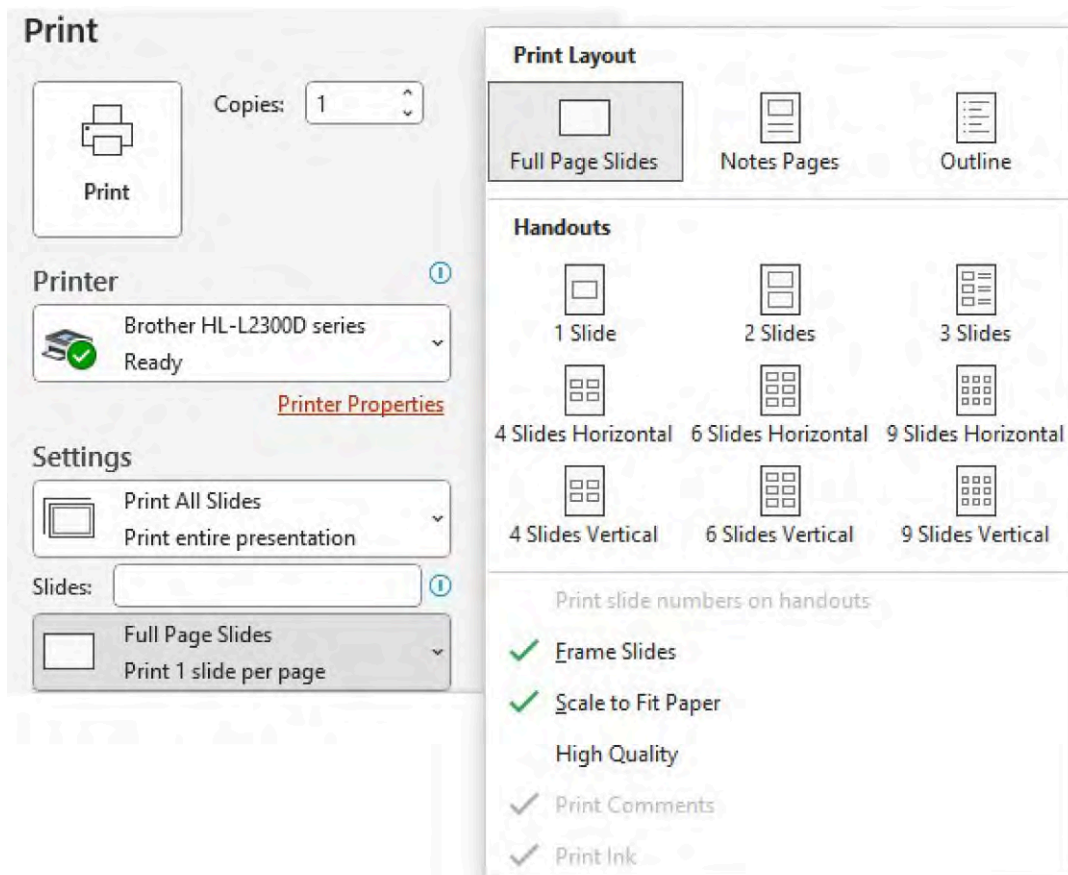 Print
Copies: 1
Print
Printer
Brother HL-L2300D series
Ready
Printer Properties
Settings
Print All Slides
Print entire presentation
Slides:
Full Page Slides
Print 1 slide per page
Print Layout
Full Page Slides Notes Pages Outline
Handouts
1 Slide 2 Slides 3 Slides
4 Slides Horizontal 6 Slides Horizontal 9 Slides Horizontal
4 Slides Vertical 6 Slides Vertical 9 Slides Vertical
Print slide numbers on handouts
Frame Slides
Scale to Fit Paper
High Quality
Print Comments
Print Ink